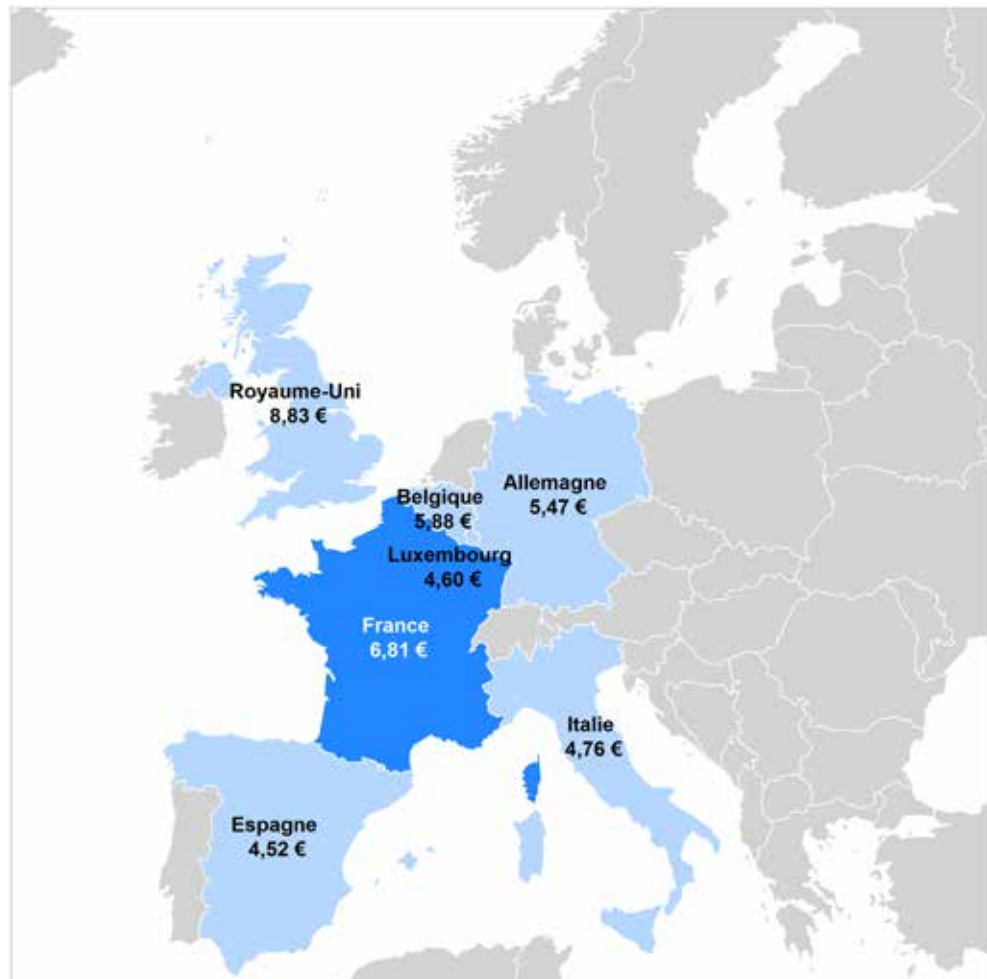 Royaume-Uni
8,83 €
Belgique
5,88 €
Allemagne
5,47 €
Luxembourg
4,60 €
France
6,81 €
Italie
4,76 €
Espagne
4,52 €